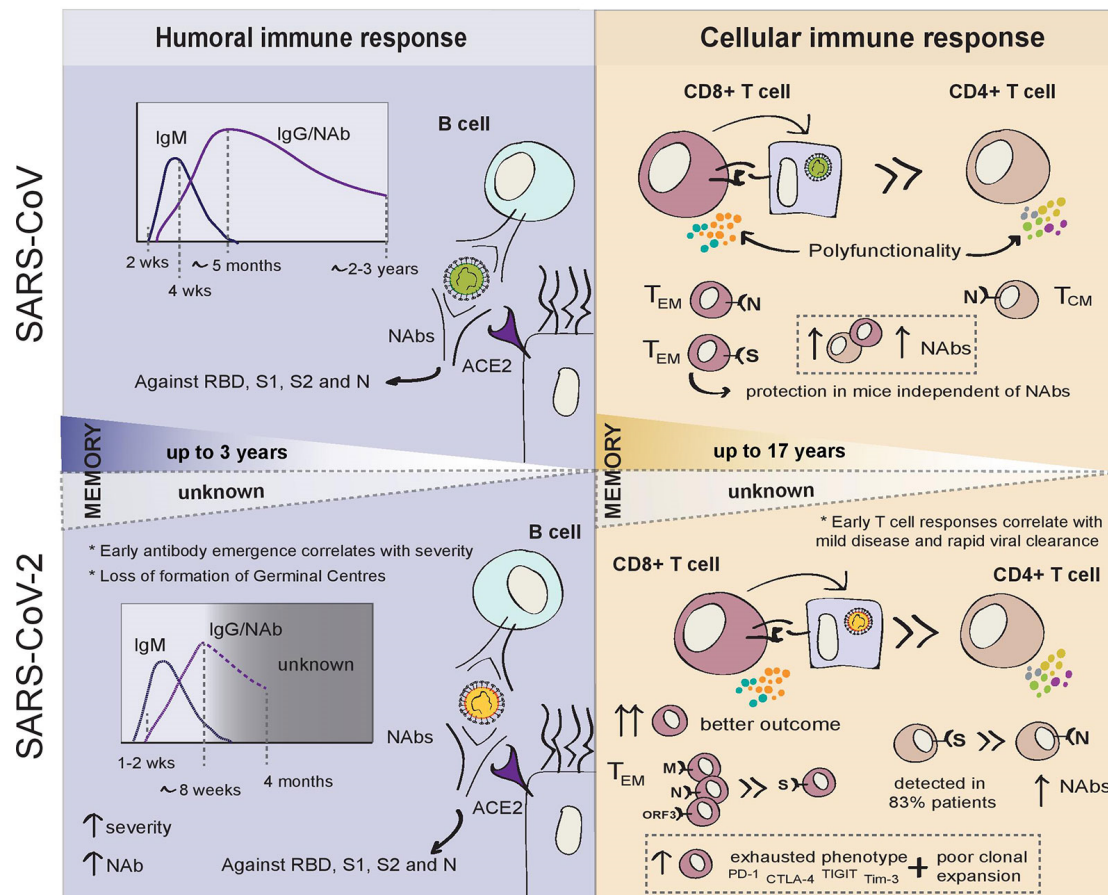 Humoral immune response
Cellular immune response
SARS-CoV
IgM
IgG/NAb
2 wks
4 wks
~ 5 months
~2-3 years
B cell
NAbs
ACE2
Against RBD, S1, S2 and N
CD8+ T cell
CD4+ T cell
Polyfunctionality
TEM
N
TEM
S
N
TCM
↑ ↑ NAbs
protection in mice independent of NAbs
MEMORY
up to 3 years
unknown
MEMORY
up to 17 years
unknown
SARS-CoV-2
* Early antibody emergence correlates with severity
* Loss of formation of Germinal Centres
B cell
IgM
IgG/NAb
unknown
1-2 wks
~ 8 weeks
4 months
↑ severity
↑ NAb
NAbs
ACE2
Against RBD, S1, S2 and N
* Early T cell responses correlate with
mild disease and rapid viral clearance
CD8+ T cell
CD4+ T cell
↑↑ better outcome
TEM
M
N
ORF3
S
S
N
detected in
83% patients
↑ NAbs
↑ exhausted phenotype
PD-1 CTLA-4 TIGIT Tim-3
+ poor clonal
expansion